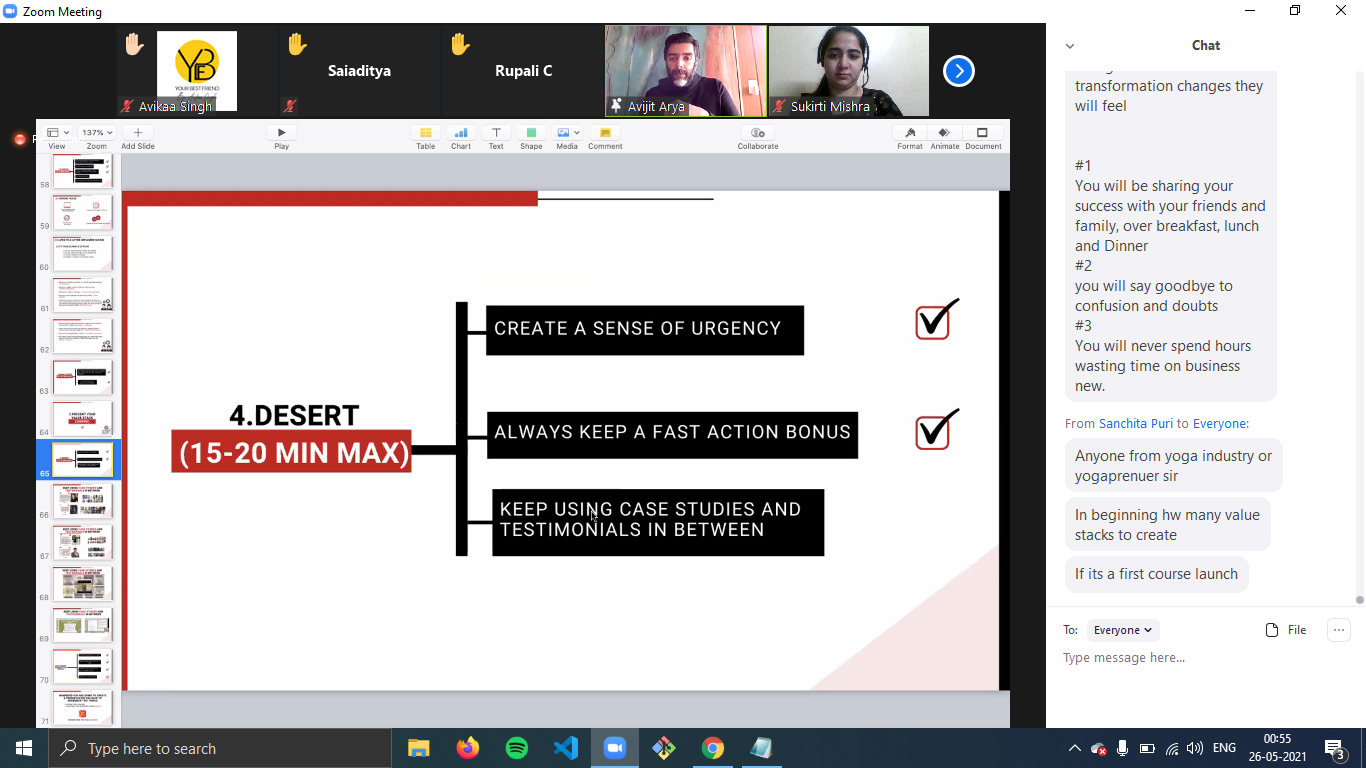 Zoom Meeting
YBF
YOUR BEST FRIEND
Avikaa Singh
Saiaditya
Rupali C
Avijit Arya
Sukirti Mishra
View
137%
Zoom
Add Slide
Play
Table
Chart
Text
Shape
Media
Comment
Collaborate
Format
Animate
Document
58
59
60
61
62
63
64
65
66
67
68
69
70
71
4.DESERT
(15-20 MIN MAX)
CREATE A SENSE OF URGENCY
ALWAYS KEEP A FAST ACTION BONUS
KEEP USING CASE STUDIES AND
TESTIMONIALS IN BETWEEN
Chat
transformation changes they
will feel
#1
You will be sharing your
success with your friends and
family, over breakfast, lunch
and Dinner
#2
you will say goodbye to
confusion and doubts
#3
You will never spend hours
wasting time on business
new.
From Sanchita Puri to Everyone:
Anyone from yoga industry or
yogaprenuer sir
In beginning hw many value
stacks to create
If its a first course launch
To: Everyone
File
Type message here...
Type here to search
ENG
00:55
26-05-2021
3